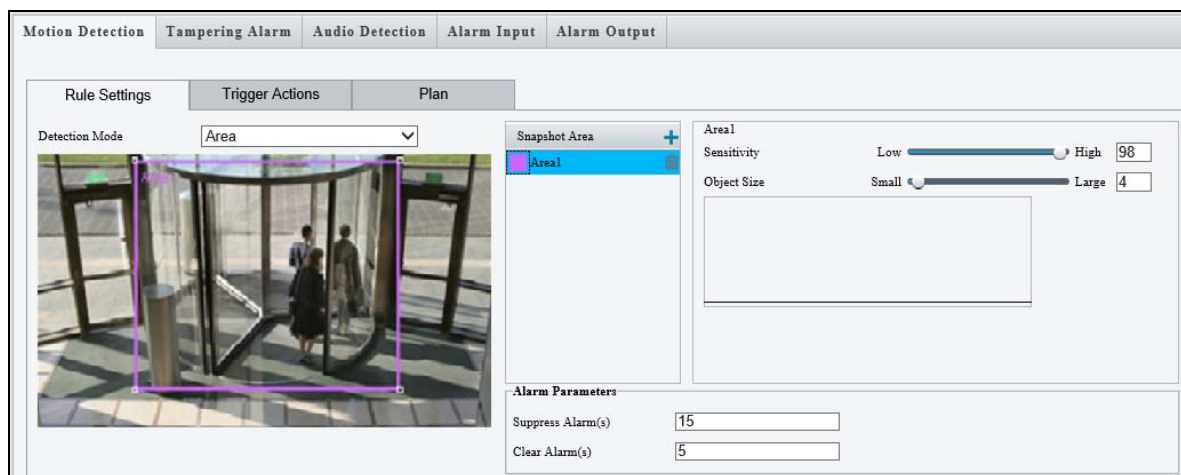 Motion Detection Tampering Alarm Audio Detection Alarm Input Alarm Output
Rule Settings Trigger Actions Plan
Detection Mode Area
Snapshot Area
Area1
Area1
Area1
Sensitivity Low High 98
Object Size Small Large 4
Alarm Parameters
Suppress Alarm(s) 15
Clear Alarm(s) 5